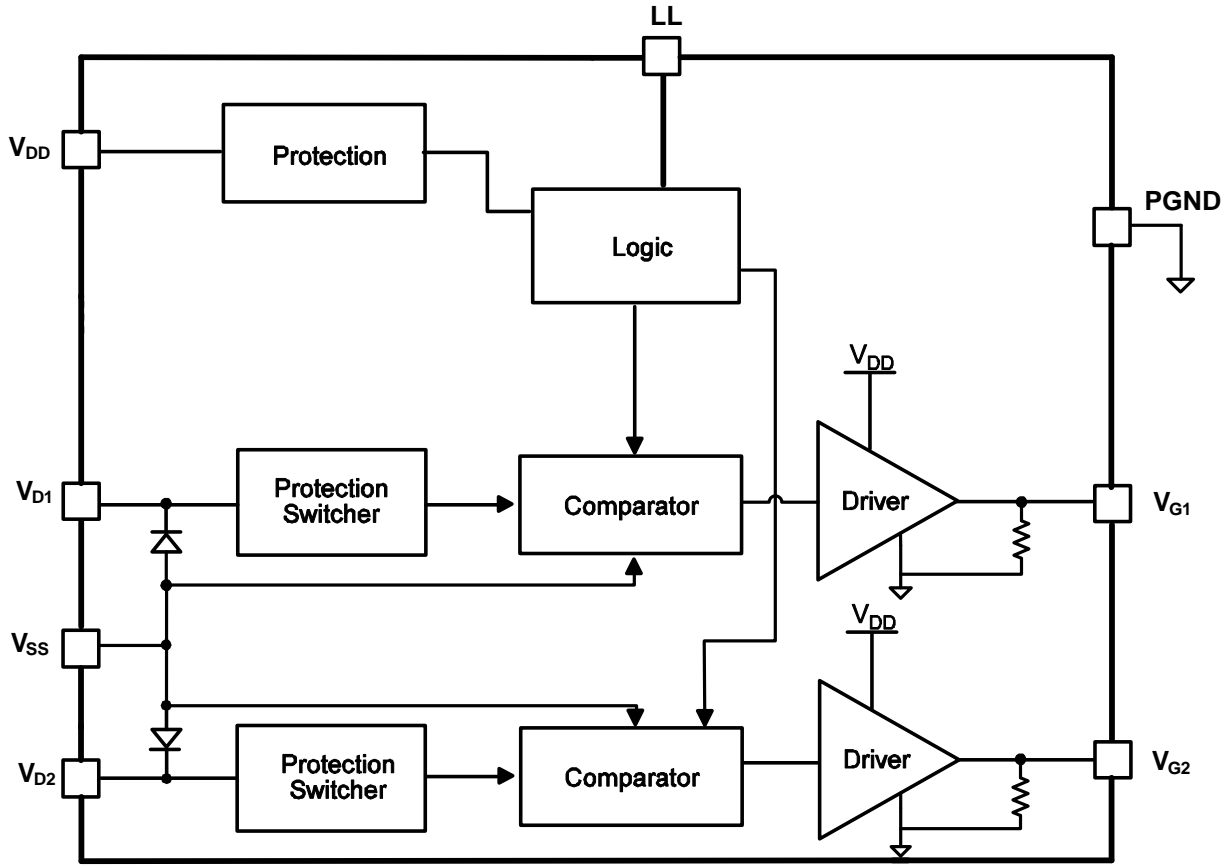 LL
VDD
Protection
PGND
Logic
VDD
VD1
Protection
Switcher
Comparator
Driver
VG1
VSS
VDD
VD2
Protection
Switcher
Comparator
Driver
VG2